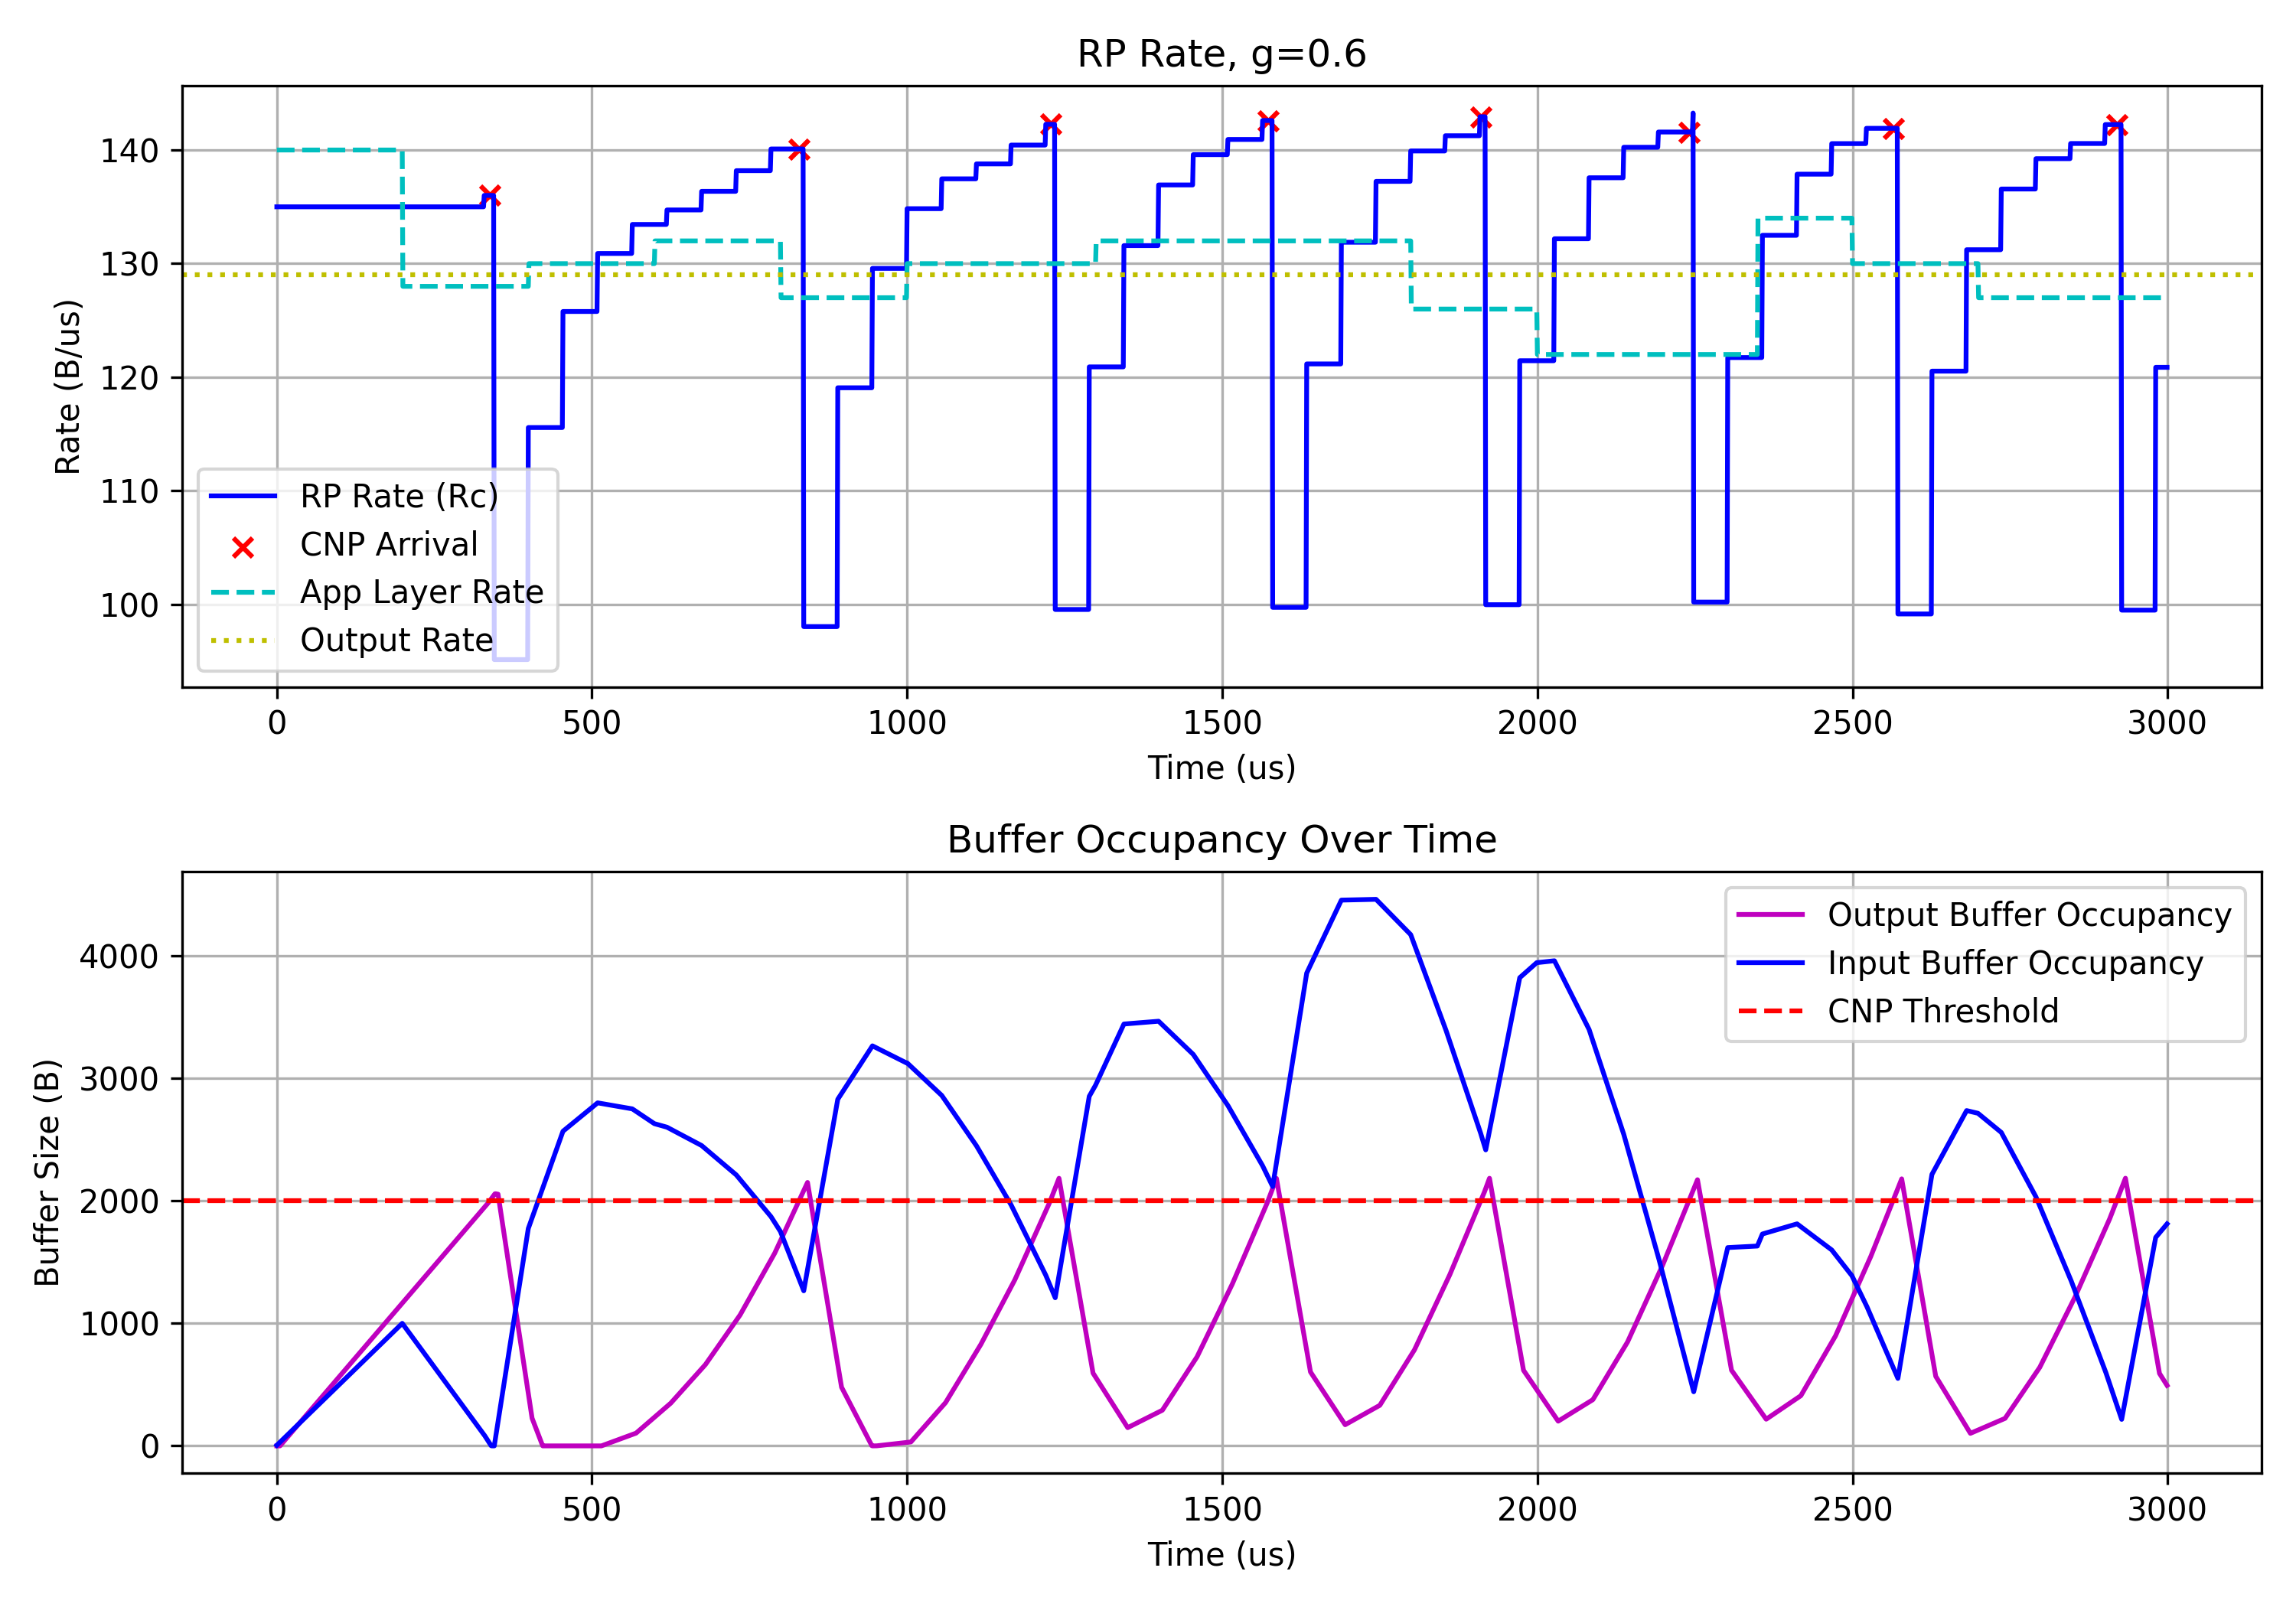 RP Rate, g=0.6
Rate (B/us)
140
130
120
110
100
RP Rate (Rc)
CNP Arrival
App Layer Rate
Output Rate
0 500 1000 1500 2000 2500 3000
Time (us)
Buffer Occupancy Over Time
Buffer Size (B)
4000
3000
2000
1000
0
Output Buffer Occupancy
Input Buffer Occupancy
CNP Threshold
0 500 1000 1500 2000 2500 3000
Time (us)